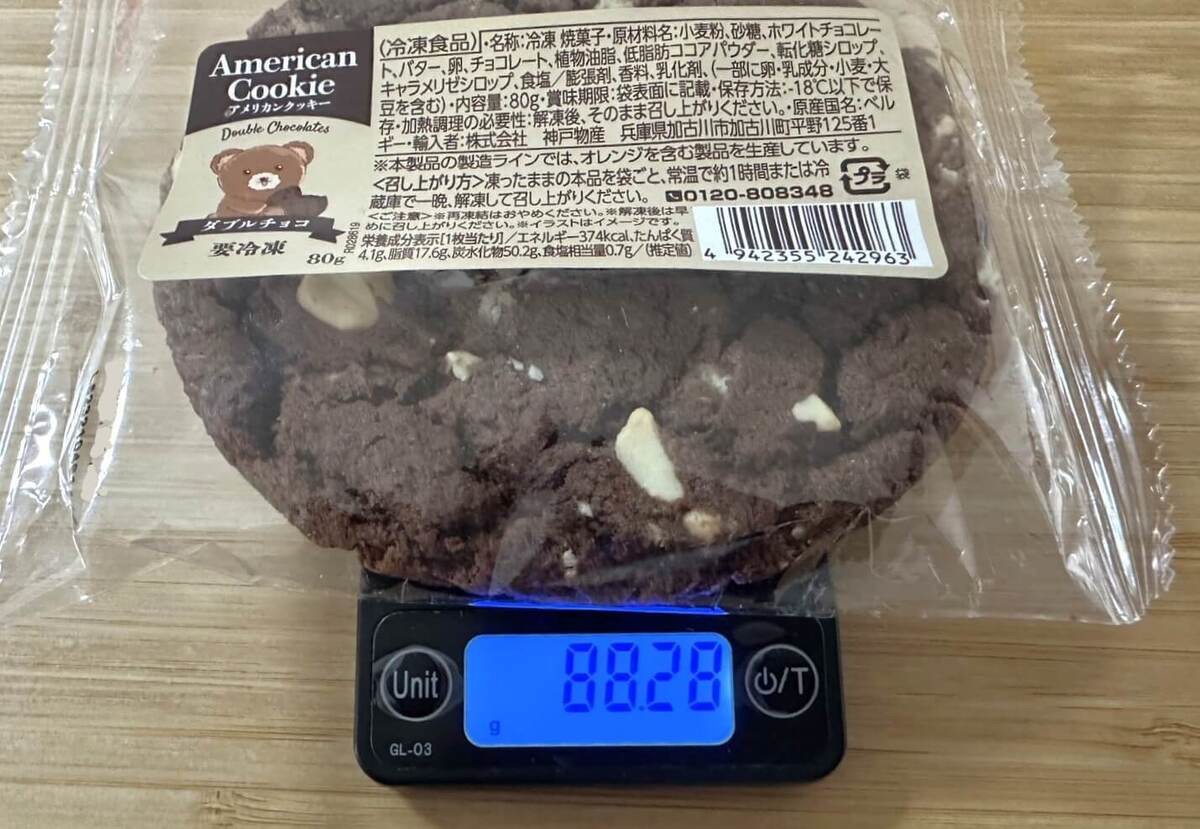 American
Cookie
アメリカンクッキー
Double Chocolates
ダブルチョコ
要冷凍
80g
R028619
(冷凍食品)・名称:冷凍 焼菓子・原材料名:小麦粉、砂糖、ホワイトチョコレー
ト、バター、卵、チョコレート、植物油脂、低脂肪ココアパウダー、転化糖シロップ、
キャラメリゼシロップ、食塩/膨張剤、香料、乳化剤、(一部に卵・乳成分・小麦・大
豆を含む)・内容量:80g・賞味期限:袋表面に記載・保存方法:-18℃以下で保
存・加熱調理の必要性:解凍後、そのまま召し上がりください。・原産国名:ベル
ギー・輸入者:株式会社 神戸物産 兵庫県加古川市加古川町平野125番1
※本製品の製造ラインでは、オレンジを含む製品を生産しています。
<召し上がり方>凍ったままの本品を袋ごと、常温で約1時間または冷
蔵庫で一晩、解凍して召し上がりください。 0120-808348
プラ 袋
<ご注意>※再凍結はおやめください。※解凍後は早
めに召し上がりください。※イラストはイメージです。
栄養成分表示[1枚当たり]/エネルギー374kcal、たんぱく質
4.1g、脂質17.6g、炭水化物50.2g、食塩相当量0.7g/(推定値)
4 942355 242963
Unit
88.28
g
/T
GL-03